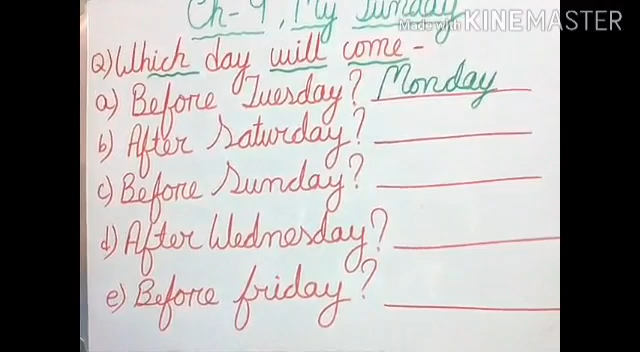 Ch-9, My Sunday
Made with KINEMASTER
Q) Which day will come -
a) Before Tuesday? Monday
b) After Saturday?
c) Before Sunday?
d) After Wednesday?
e) Before friday?